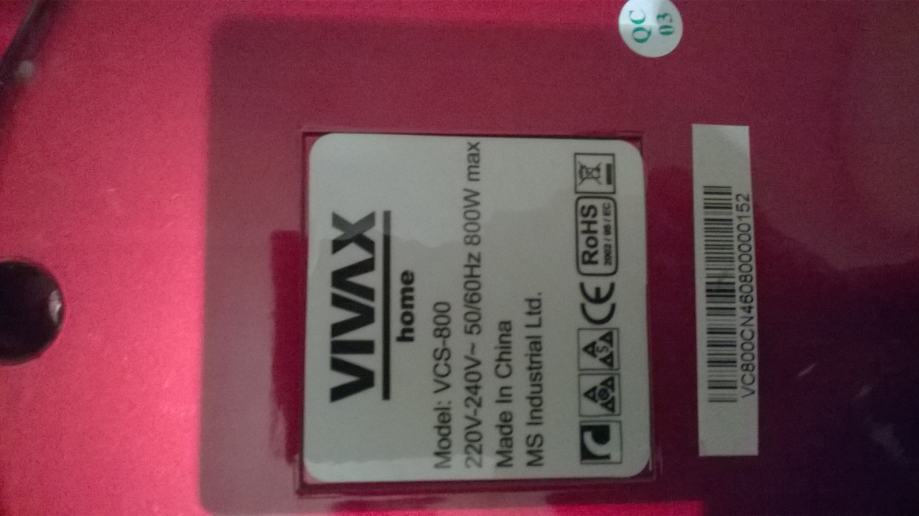 VIVAX
home
Model: VCS-800
220V-240V~ 50/60Hz 800W max
Made In China
MS Industrial Ltd.
CE
RoHS
2002 / 95 / EC
VC800CN460800000152
QC
03